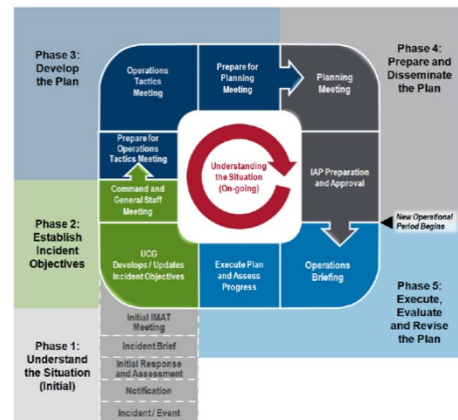 Phase 3:
Develop
the Plan
Operations
Tactics
Meeting
Prepare for
Planning
Meeting
Planning
Meeting
Phase 4:
Prepare and
Disseminate
the Plan
Prepare for
Operations
Tactics Meeting
Understanding
the Situation
(On-going)
IAP Preparation
and Approval
Command and
General Staff
Meeting
Phase 2:
Establish
Incident
Objectives
New Operational
Period Begins
UCG
Develops / Updates
Incident Objectives
Execute Plan
and Assess
Progress
Operations
Briefing
Phase 5:
Execute,
Evaluate
and Revise
the Plan
Phase 1:
Understand
the Situation
(Initial)
Initial IMAT
Meeting
Incident Brief
Initial Response
and Assessment
Notification
Incident / Event